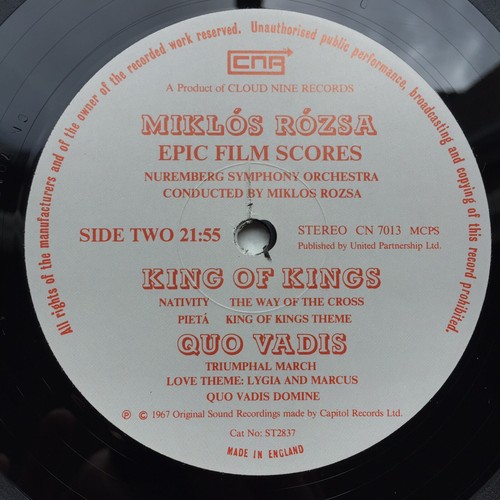 All rights of the manufacturers and of the owner of the recorded work reserved. Unauthorised public performance, broadcasting and copying of this record prohibited.
CNR
A Product of CLOUD NINE RECORDS
MIKLÓS RÓZSA
EPIC FILM SCORES
NUREMBERG SYMPHONY ORCHESTRA
CONDUCTED BY MIKLOS ROZSA
SIDE TWO 21:55
STEREO CN 7013 MCPS
Published by United Partnership Ltd.
KING OF KINGS
NATIVITY THE WAY OF THE CROSS
PIETÁ KING OF KINGS THEME
QUO VADIS
TRIUMPHAL MARCH
LOVE THEME: LYGIA AND MARCUS
QUO VADIS DOMINE
℗ © 1967 Original Sound Recordings made by Capitol Records Ltd.
Cat No: ST2837
MADE IN ENGLAND